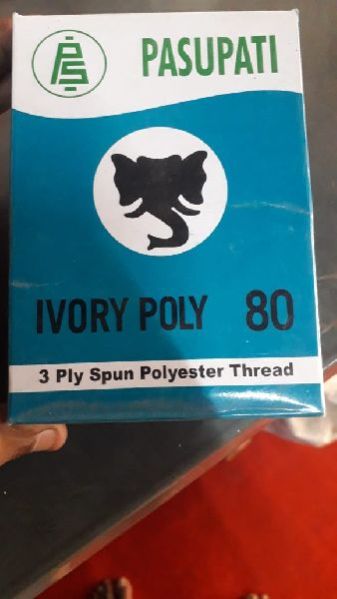 PASUPATI
IVORY POLY 80
3 Ply Spun Polyester Thread